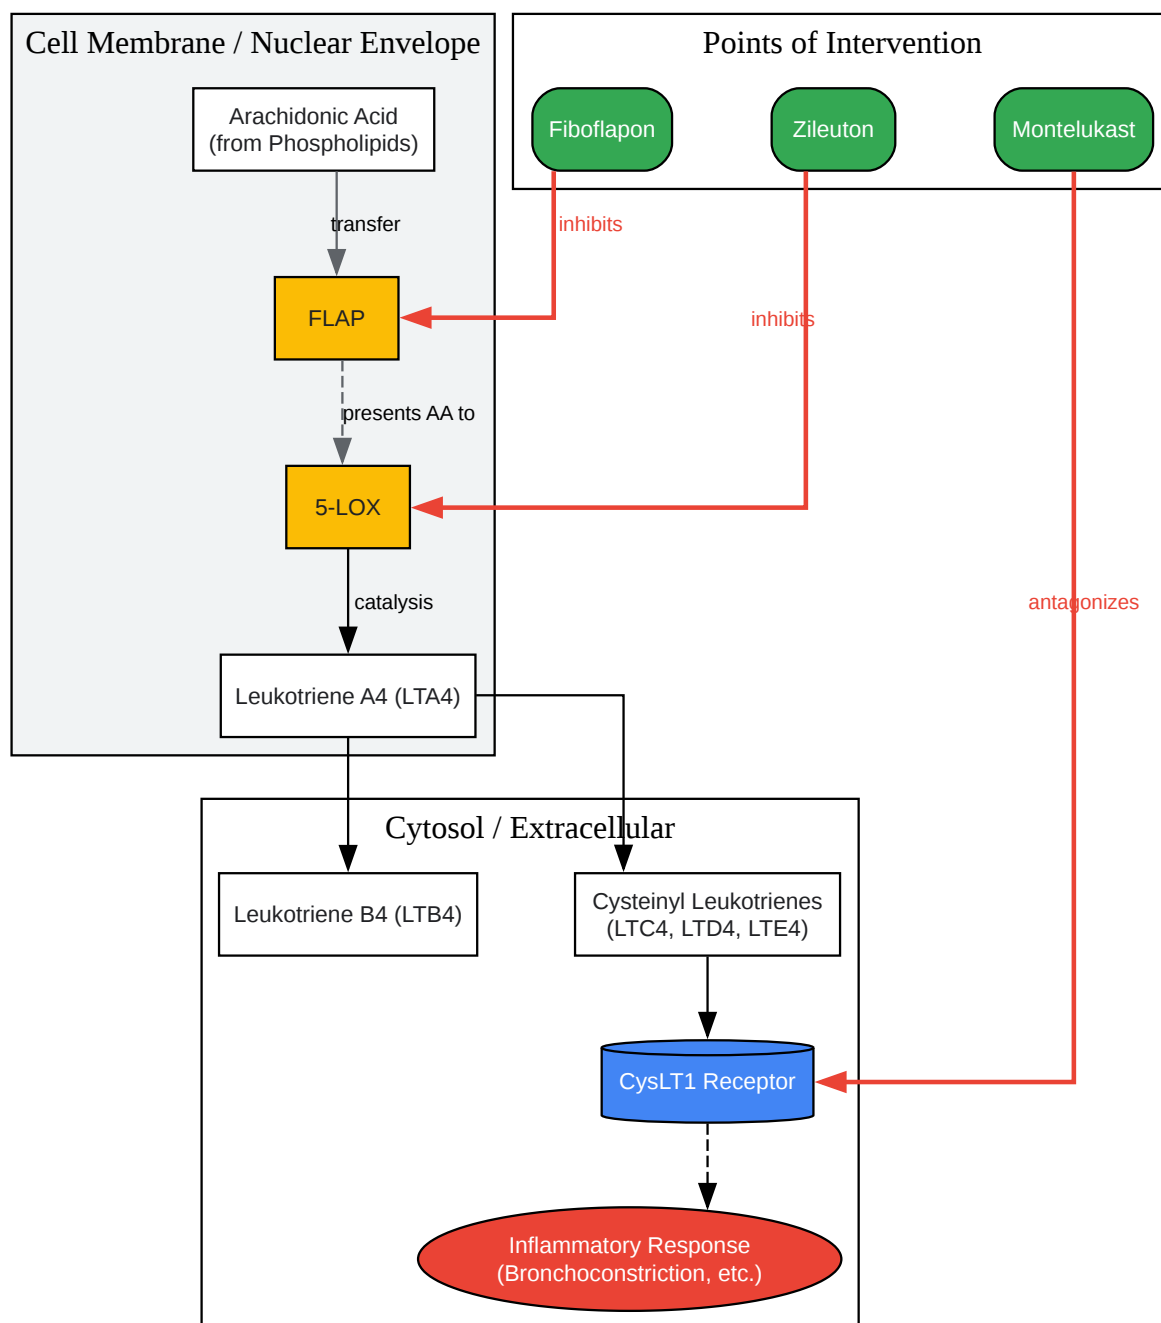 Cell Membrane / Nuclear Envelope
Points of Intervention
Arachidonic Acid
(from Phospholipids)
Fiboflapon
Zileuton
Montelukast
transfer
inhibits
FLAP
inhibits
presents AA to
5-LOX
catalysis
antagonizes
Leukotriene A4 (LTA4)
Cytosol / Extracellular
Leukotriene B4 (LTB4)
Cysteinyl Leukotrienes
(LTC4, LTD4, LTE4)
CysLT1 Receptor
Inflammatory Response
(Bronchoconstriction, etc.)